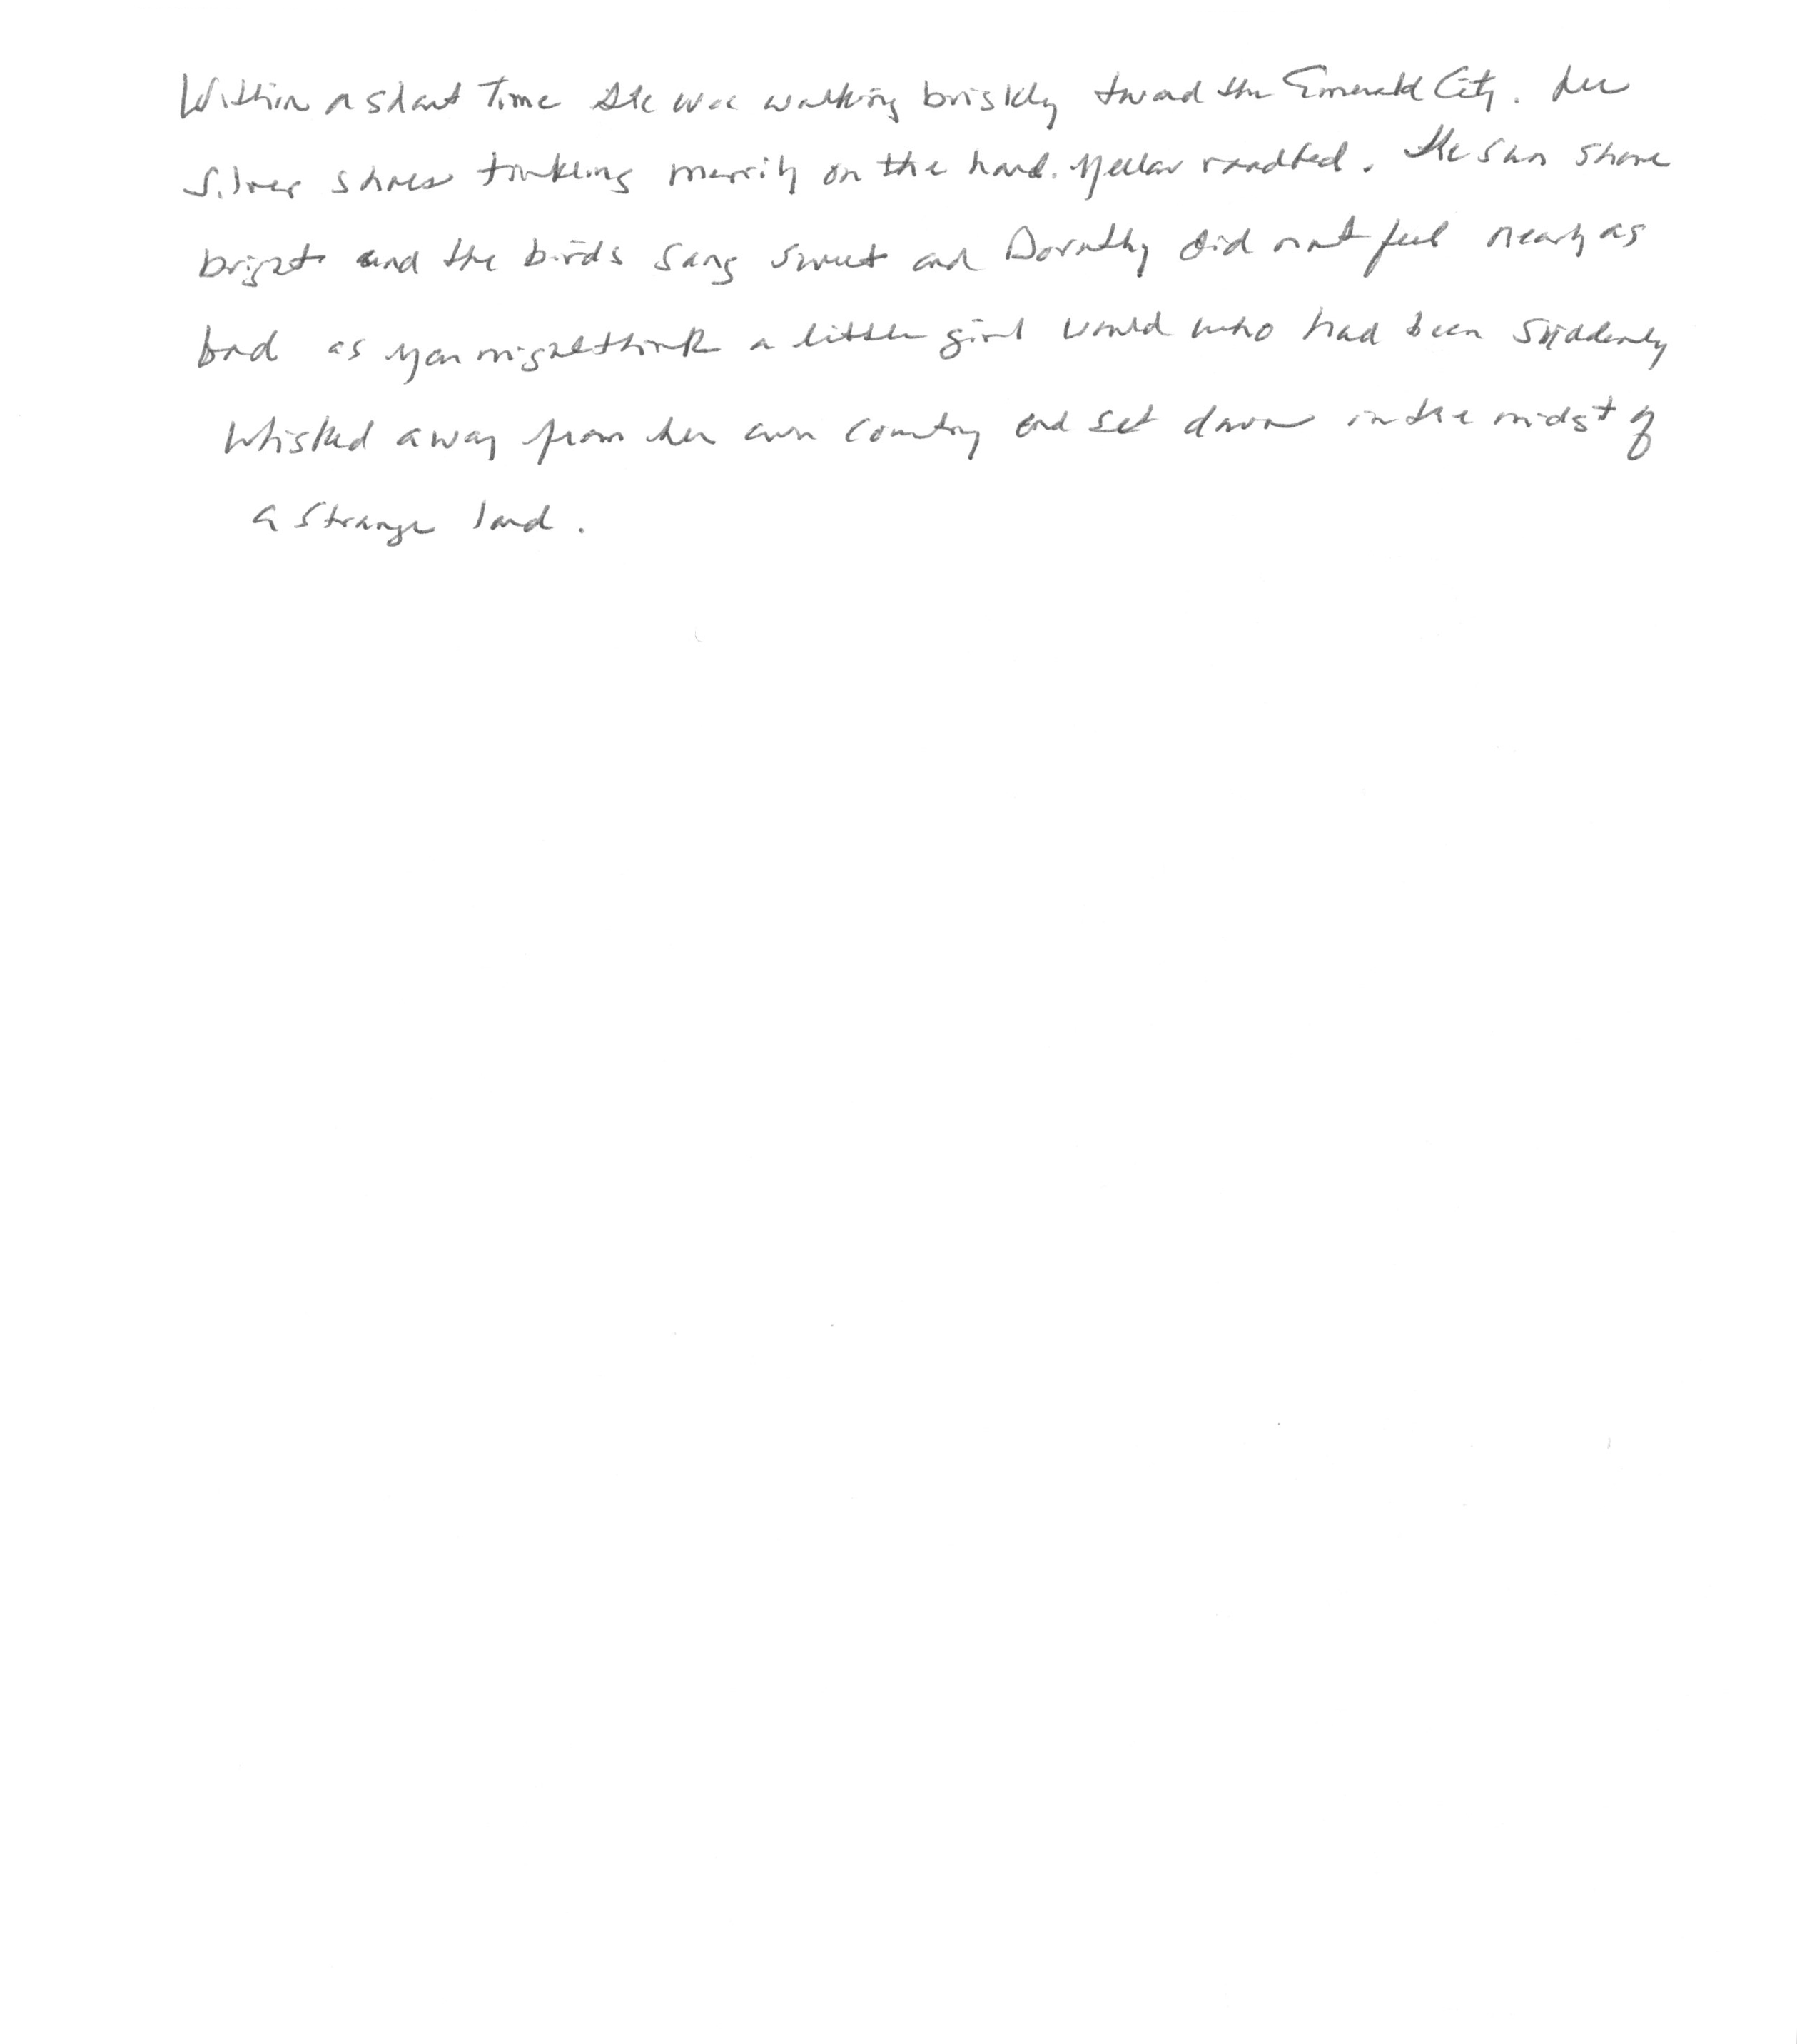 Within a short time she was walking briskly toward the Emerald City. her
silver shoes tinkling merrily on the hard. yellow roadbed. The sun shone
bright and the birds sang sweet and Dorothy did not feel nearly as
bad as you might think a little girl would who had been suddenly
whisked away from her own country and set down in the midst of
a strange land.